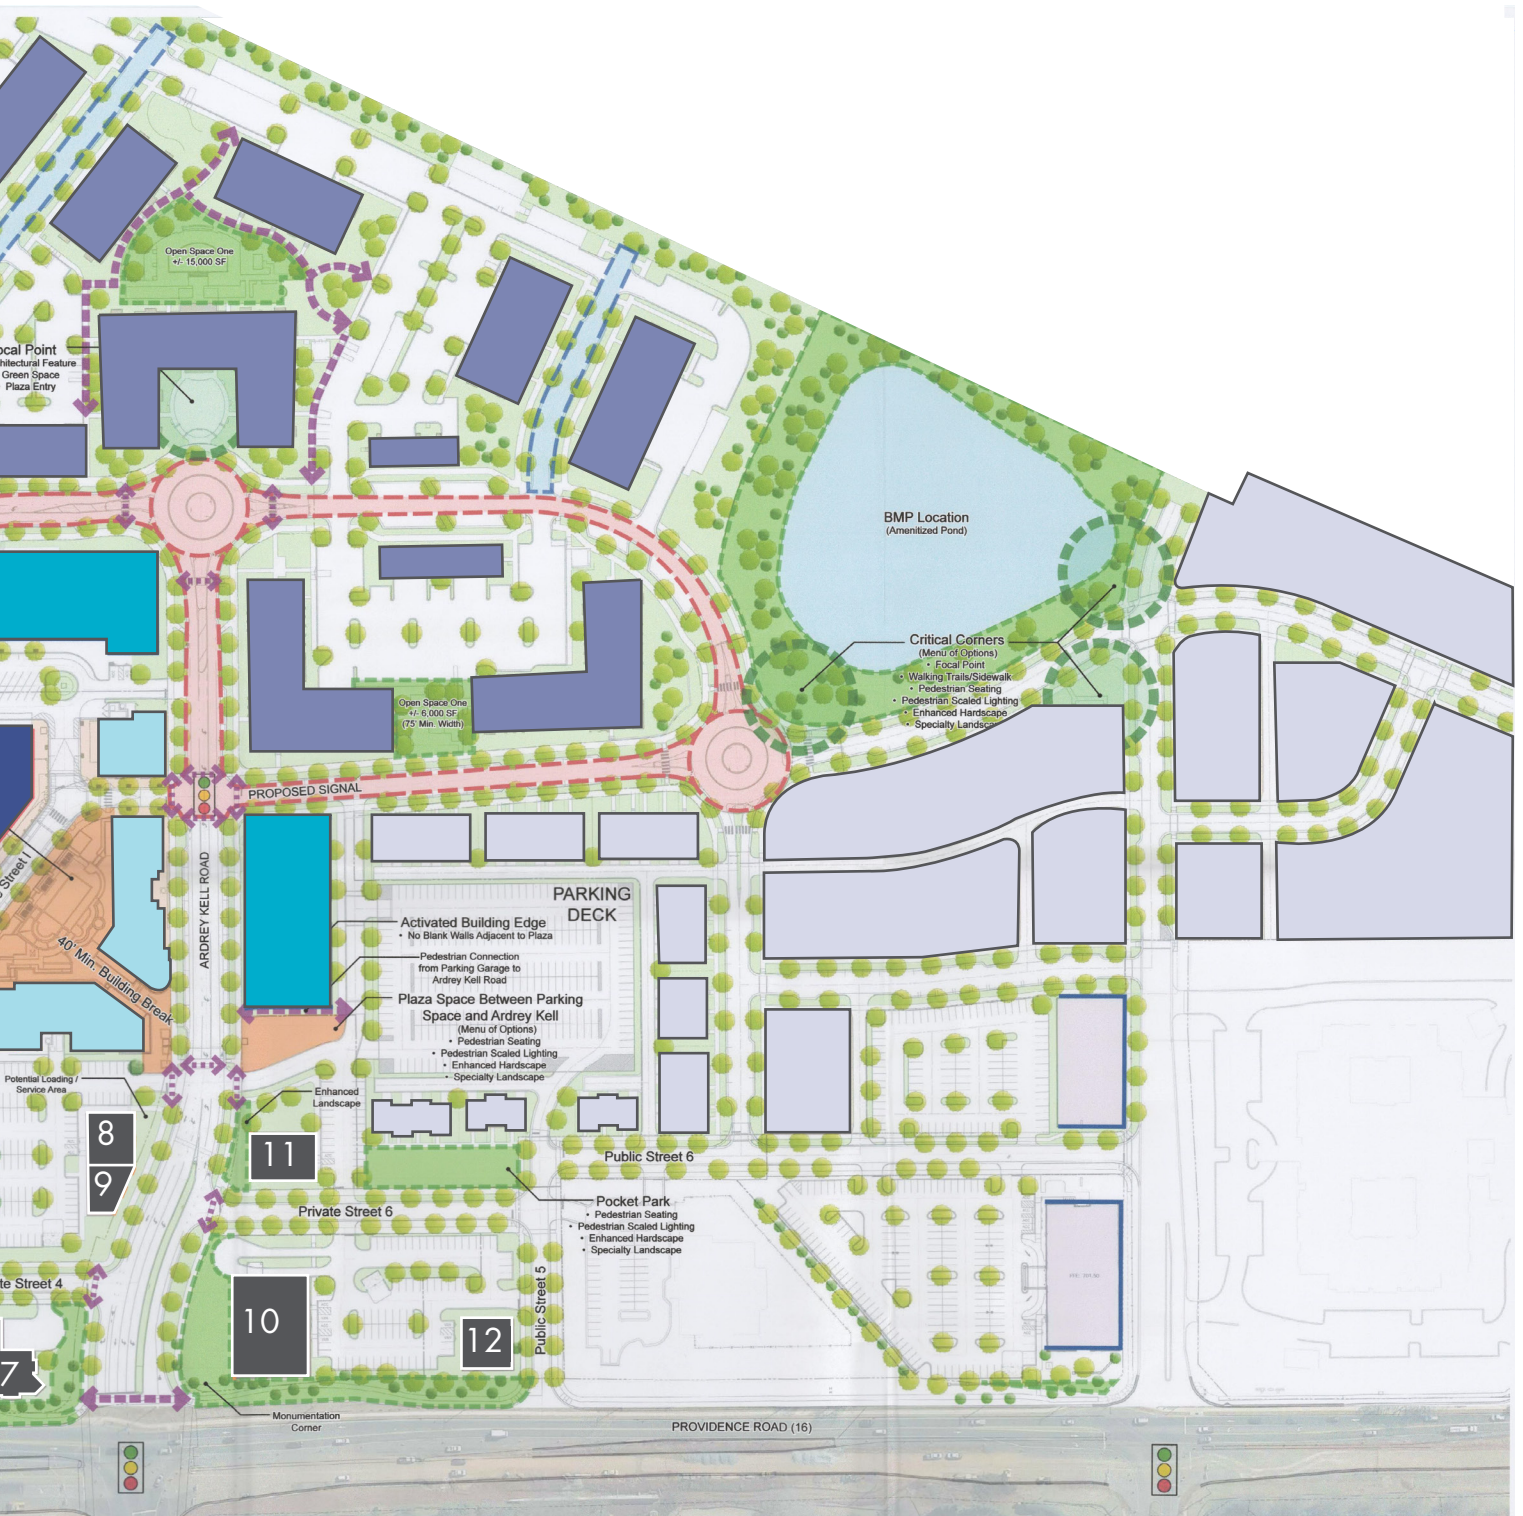 Open Space One
+/- 15,000 SF
ocal Point
hitectural Feature
Green Space
Plaza Entry
BMP Location
(Amenitized Pond)
Critical Corners
(Menu of Options)
• Focal Point
• Walking Trails/Sidewalk
• Pedestrian Seating
• Pedestrian Scaled Lighting
• Enhanced Hardscape
• Specialty Landsca
Open Space One
+/- 6,000 SF
(75' Min. Width)
PROPOSED SIGNAL
ARDREY KELL ROAD
Street I
40' Min. Building Break
PARKING
DECK
Activated Building Edge
• No Blank Walls Adjacent to Plaza
Pedestrian Connection
from Parking Garage to
Ardrey Kell Road
Plaza Space Between Parking
Space and Ardrey Kell
(Menu of Options)
• Pedestrian Seating
• Pedestrian Scaled Lighting
• Enhanced Hardscape
• Specialty Landscape
Potential Loading /
Service Area
Enhanced
Landscape
8
9
11
Public Street 6
Private Street 6
Pocket Park
• Pedestrian Seating
• Pedestrian Scaled Lighting
• Enhanced Hardscape
• Specialty Landscape
te Street 4
10
12
Public Street 5
7
Monumentation
Corner
PROVIDENCE ROAD (16)